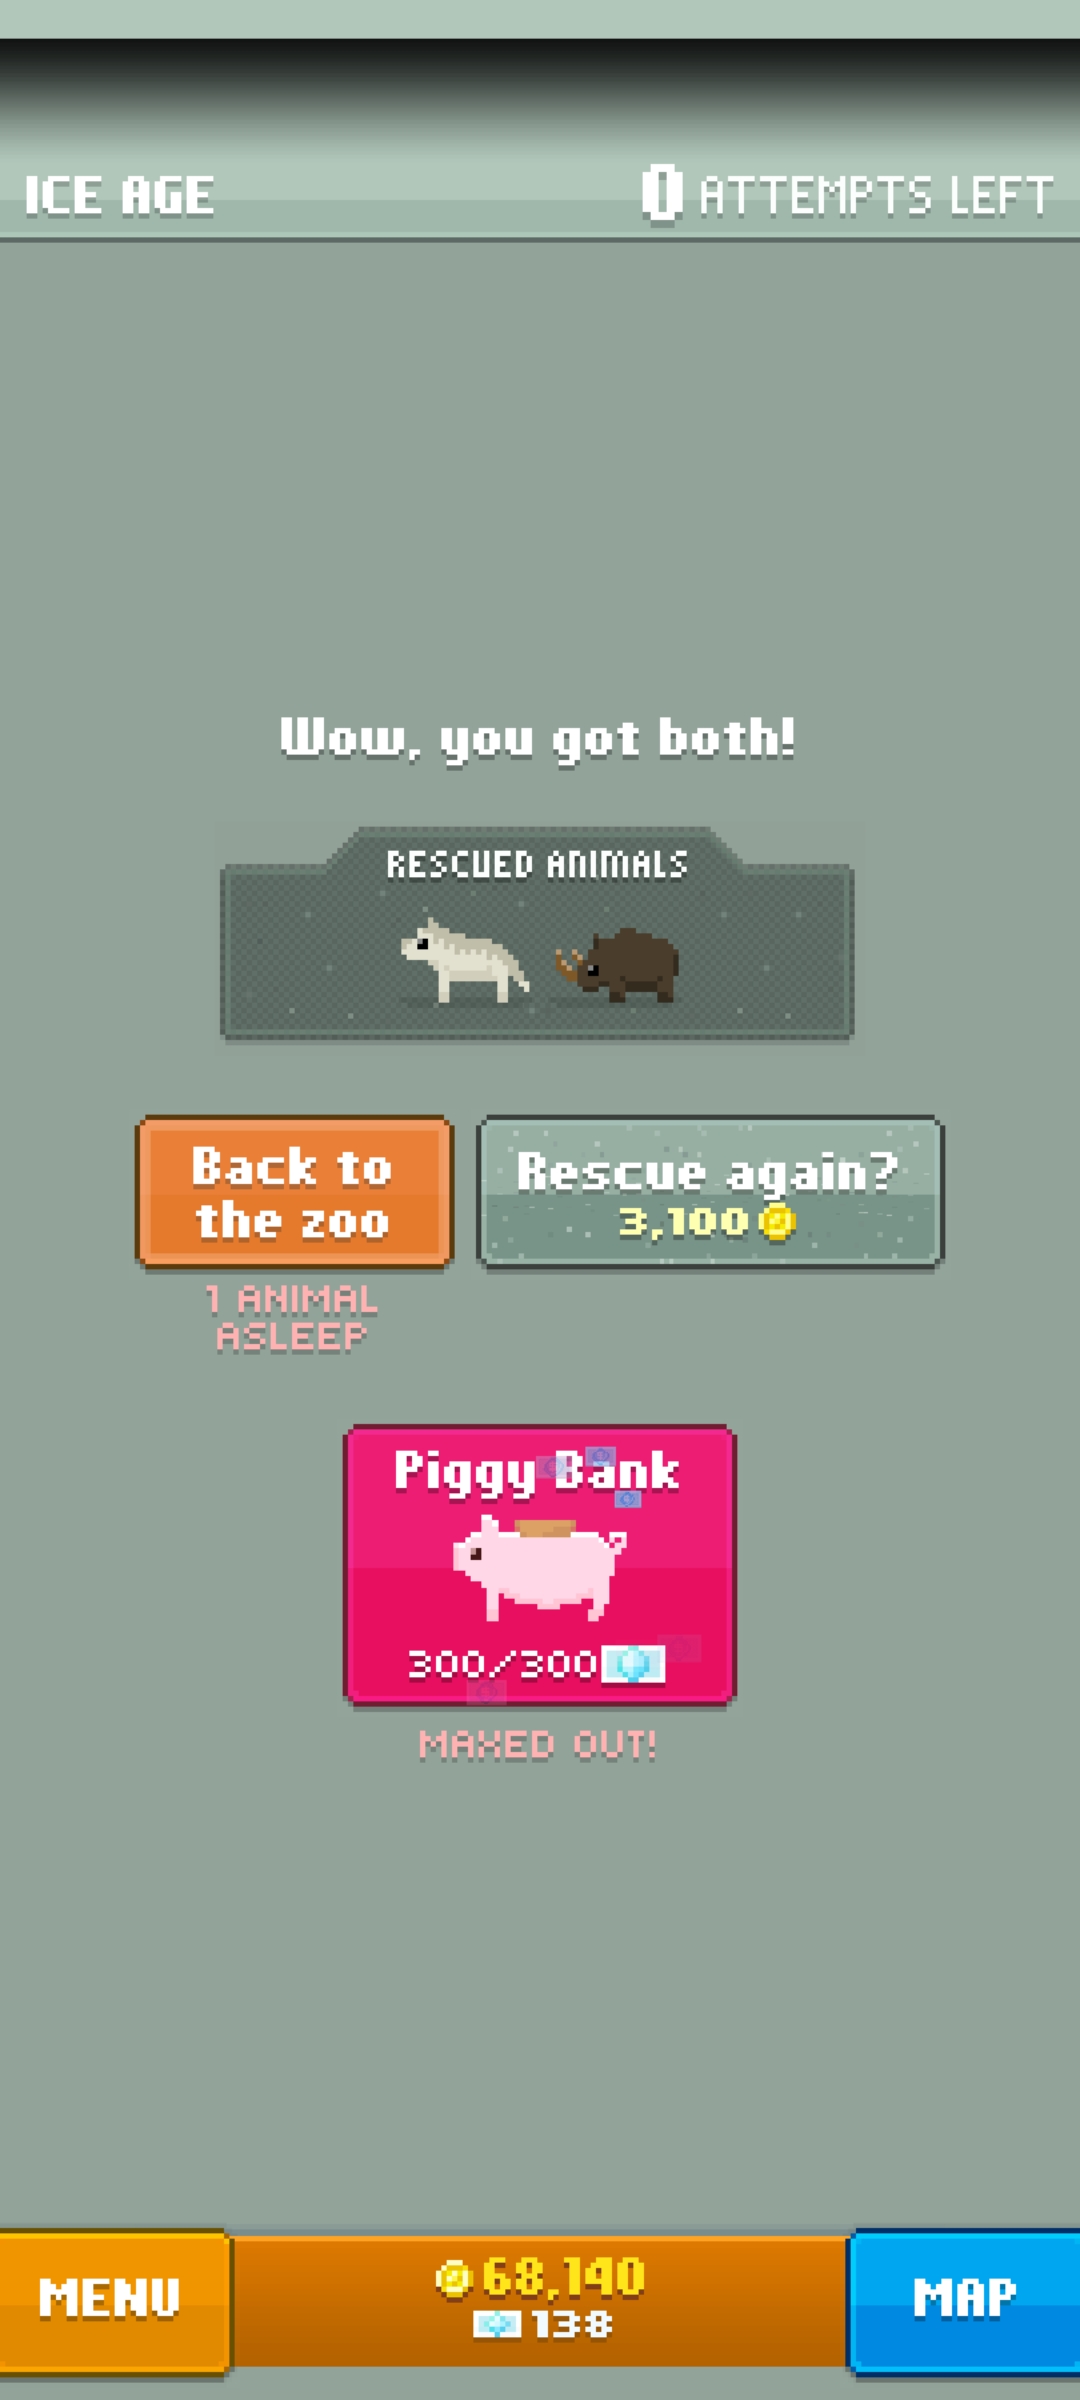 ICE AGE
0 ATTEMPTS LEFT
Wow, you got both!
RESCUED ANIMALS
Back to
the zoo
Rescue again?
3,100
1 ANIMAL
ASLEEP
Piggy Bank
300/300
MAXED OUT!
MENU
68,140
138
MAP